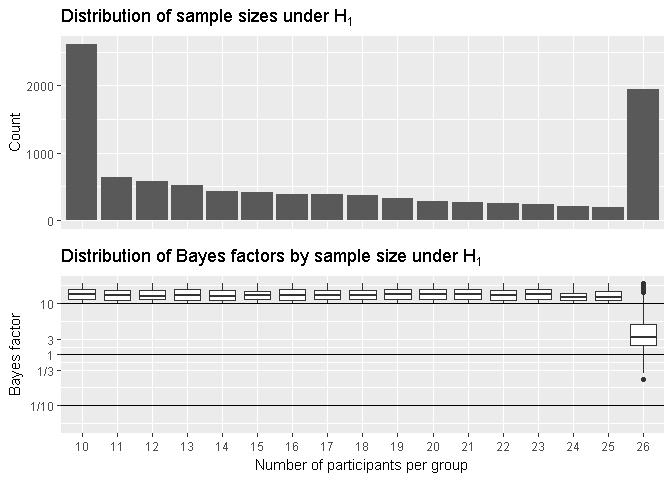 Distribution of sample sizes under H₁
Count
2000
1000
0
Distribution of Bayes factors by sample size under H₁
Bayes factor
10
3
1
1/3
1/10
10 11 12 13 14 15 16 17 18 19 20 21 22 23 24 25 26
Number of participants per group